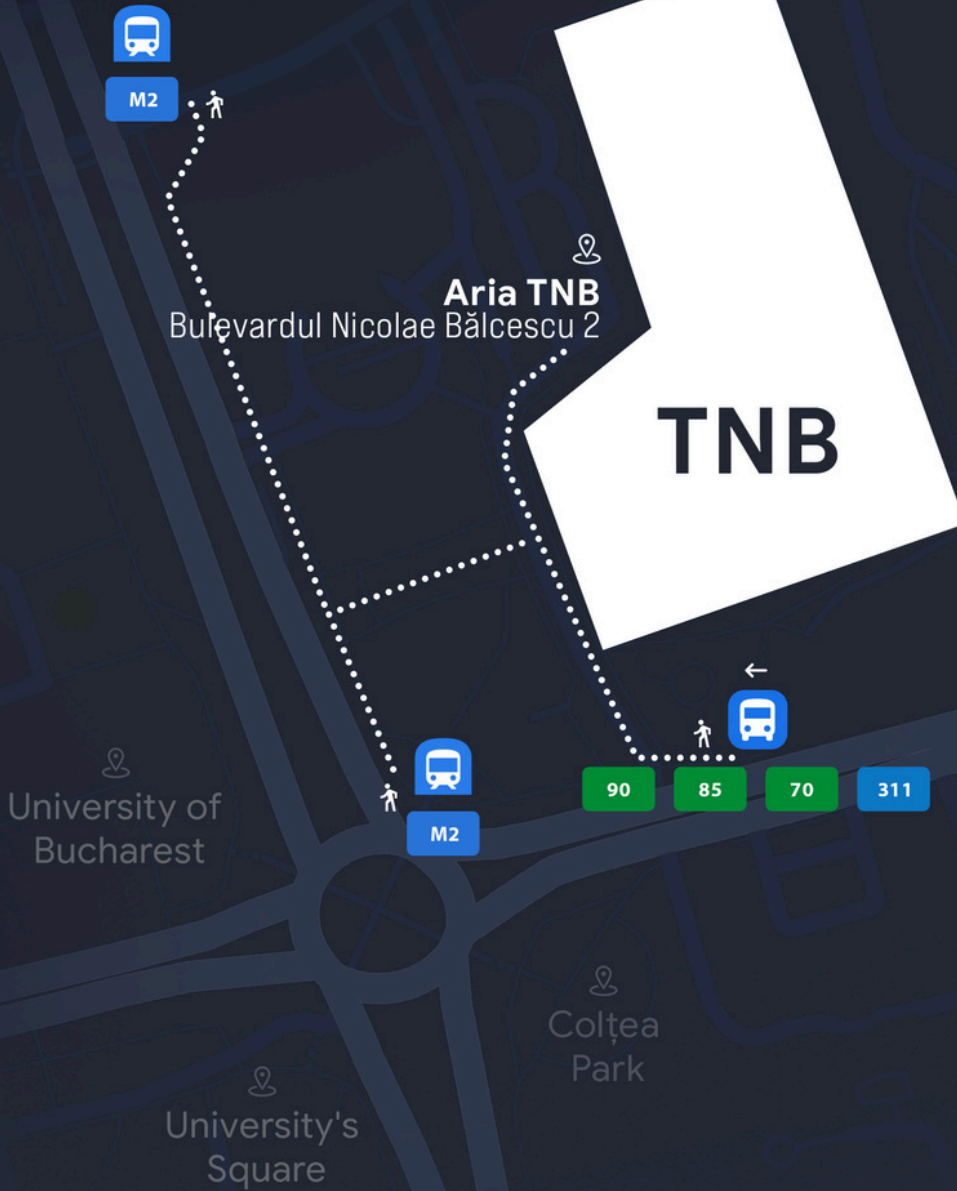 M2
Aria TNB
Bulevardul Nicolae Bălcescu 2
TNB
90
85
70
311
M2
University of
Bucharest
Colțea
Park
University's
Square